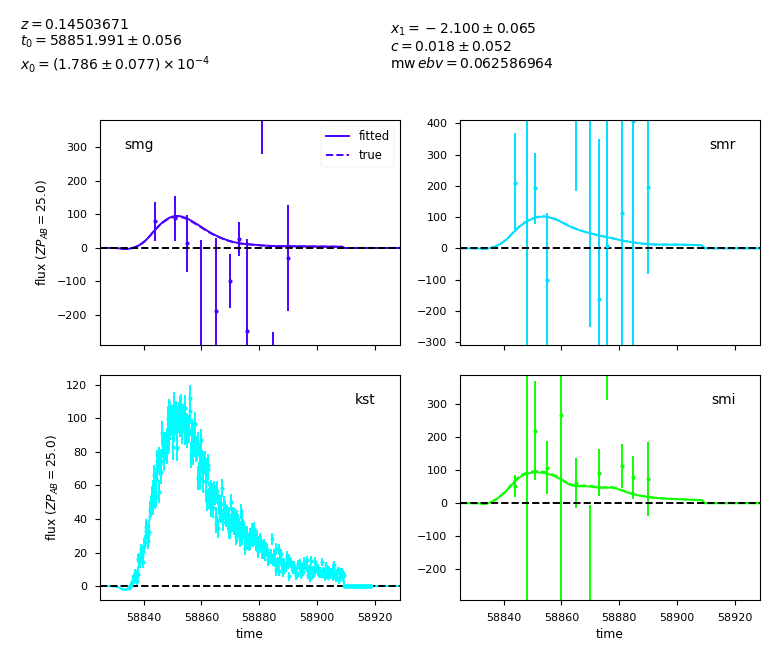 z = 0.14503671
t₀ = 58851.991 ± 0.056
x₀ = (1.786 ± 0.077) × 10⁻⁴
x₁ = −2.100 ± 0.065
c = 0.018 ± 0.052
mw ebv = 0.062586964
smg
fitted
true
300
200
100
0
−100
−200
flux (ZP_AB = 25.0)
smr
400
300
200
100
0
−100
−200
−300
kst
120
100
80
60
40
20
0
flux (ZP_AB = 25.0)
58840 58860 58880 58900 58920
time
smi
300
200
100
0
−100
−200
58840 58860 58880 58900 58920
time